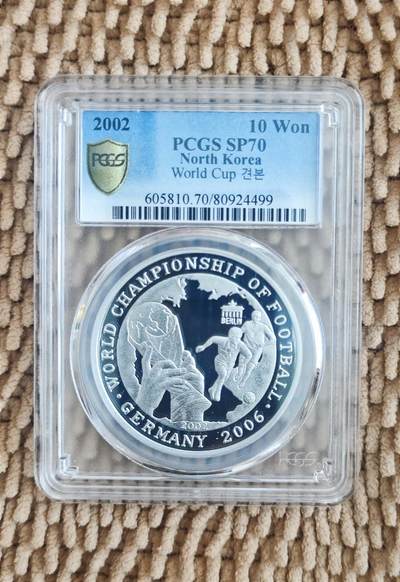 2002
10 Won
PCGS SP70
North Korea
World Cup 견본
605810.70/80924499
PCGS
WORLD CHAMPIONSHIP OF FOOTBALL
BERLIN
2002
· GERMANY 2006 ·
PCGS